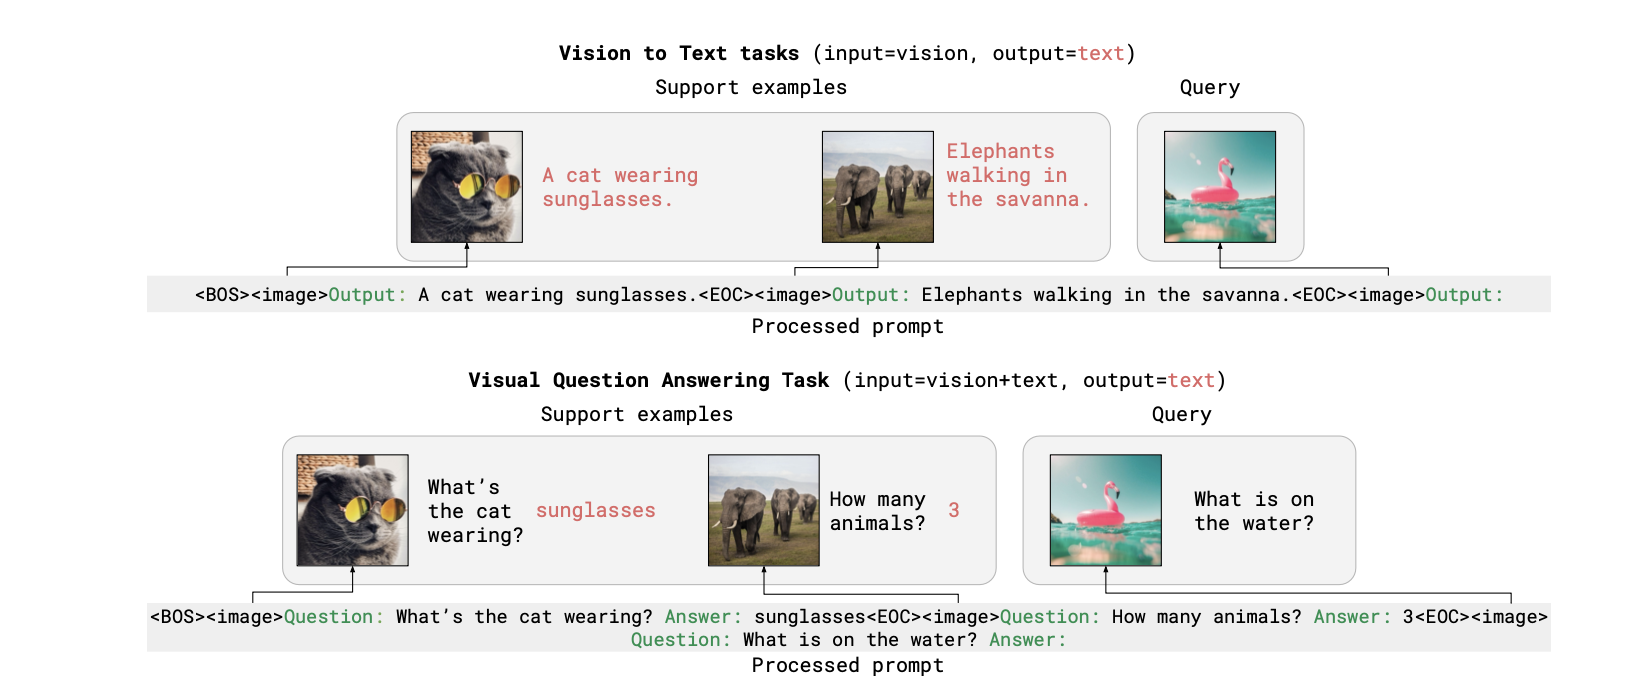 Vision to Text tasks (input=vision, output=text)
Support examples
Query
A cat wearing
sunglasses.
Elephants
walking in
the savanna.
<BOS><image>Output: A cat wearing sunglasses.<EOC><image>Output: Elephants walking in the savanna.<EOC><image>Output:
Processed prompt
Visual Question Answering Task (input=vision+text, output=text)
Support examples
Query
What’s
the cat
wearing?
sunglasses
How many
animals?
3
What is on
the water?
<BOS><image>Question: What’s the cat wearing? Answer: sunglasses<EOC><image>Question: How many animals? Answer: 3<EOC><image>
Question: What is on the water? Answer:
Processed prompt